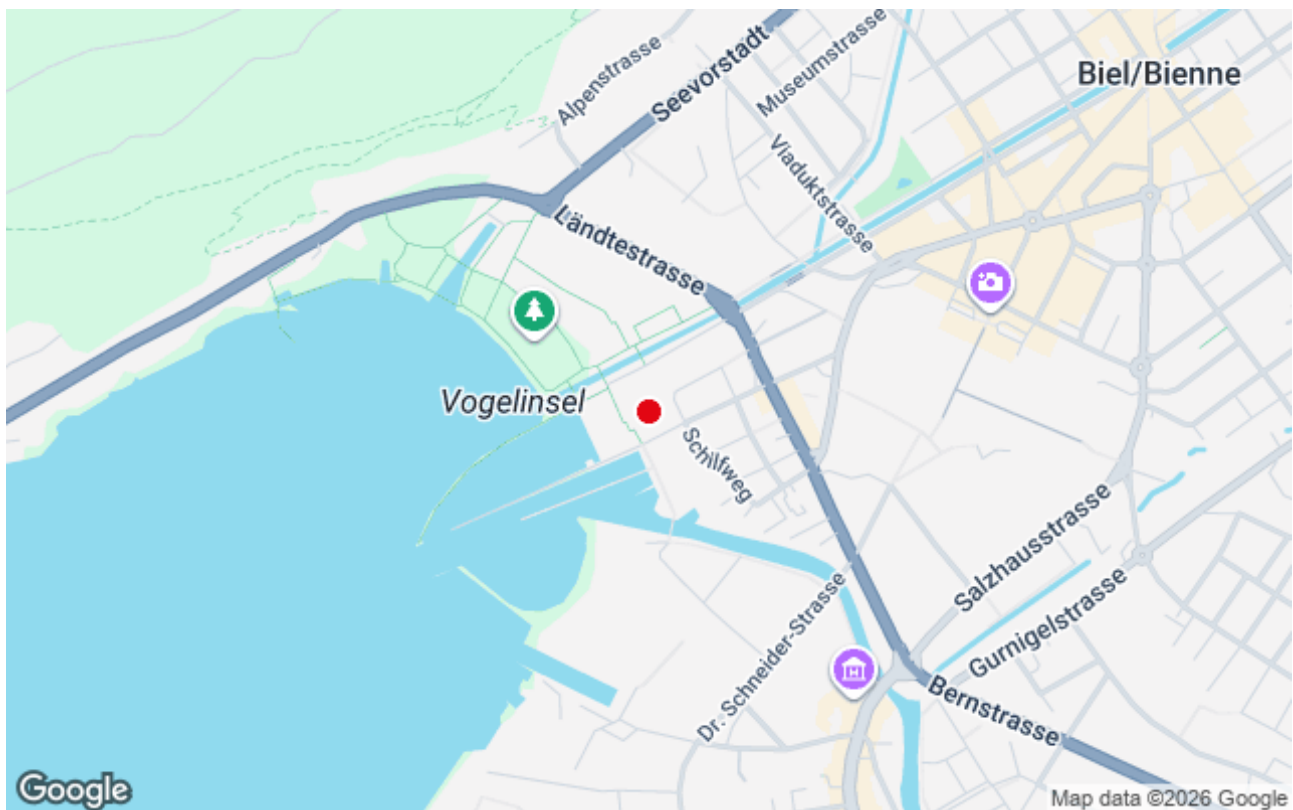 Alpenstrasse
Seevorstadt
Museumstrasse
Biel/Bienne
Viaduktstrasse
Ländtestrasse
Vogelinsel
Schilfweg
Salzhausstrasse
Gurnigelstrasse
Dr. Schneider-Strasse
Bernstrasse
Google
Map data ©2026 Google